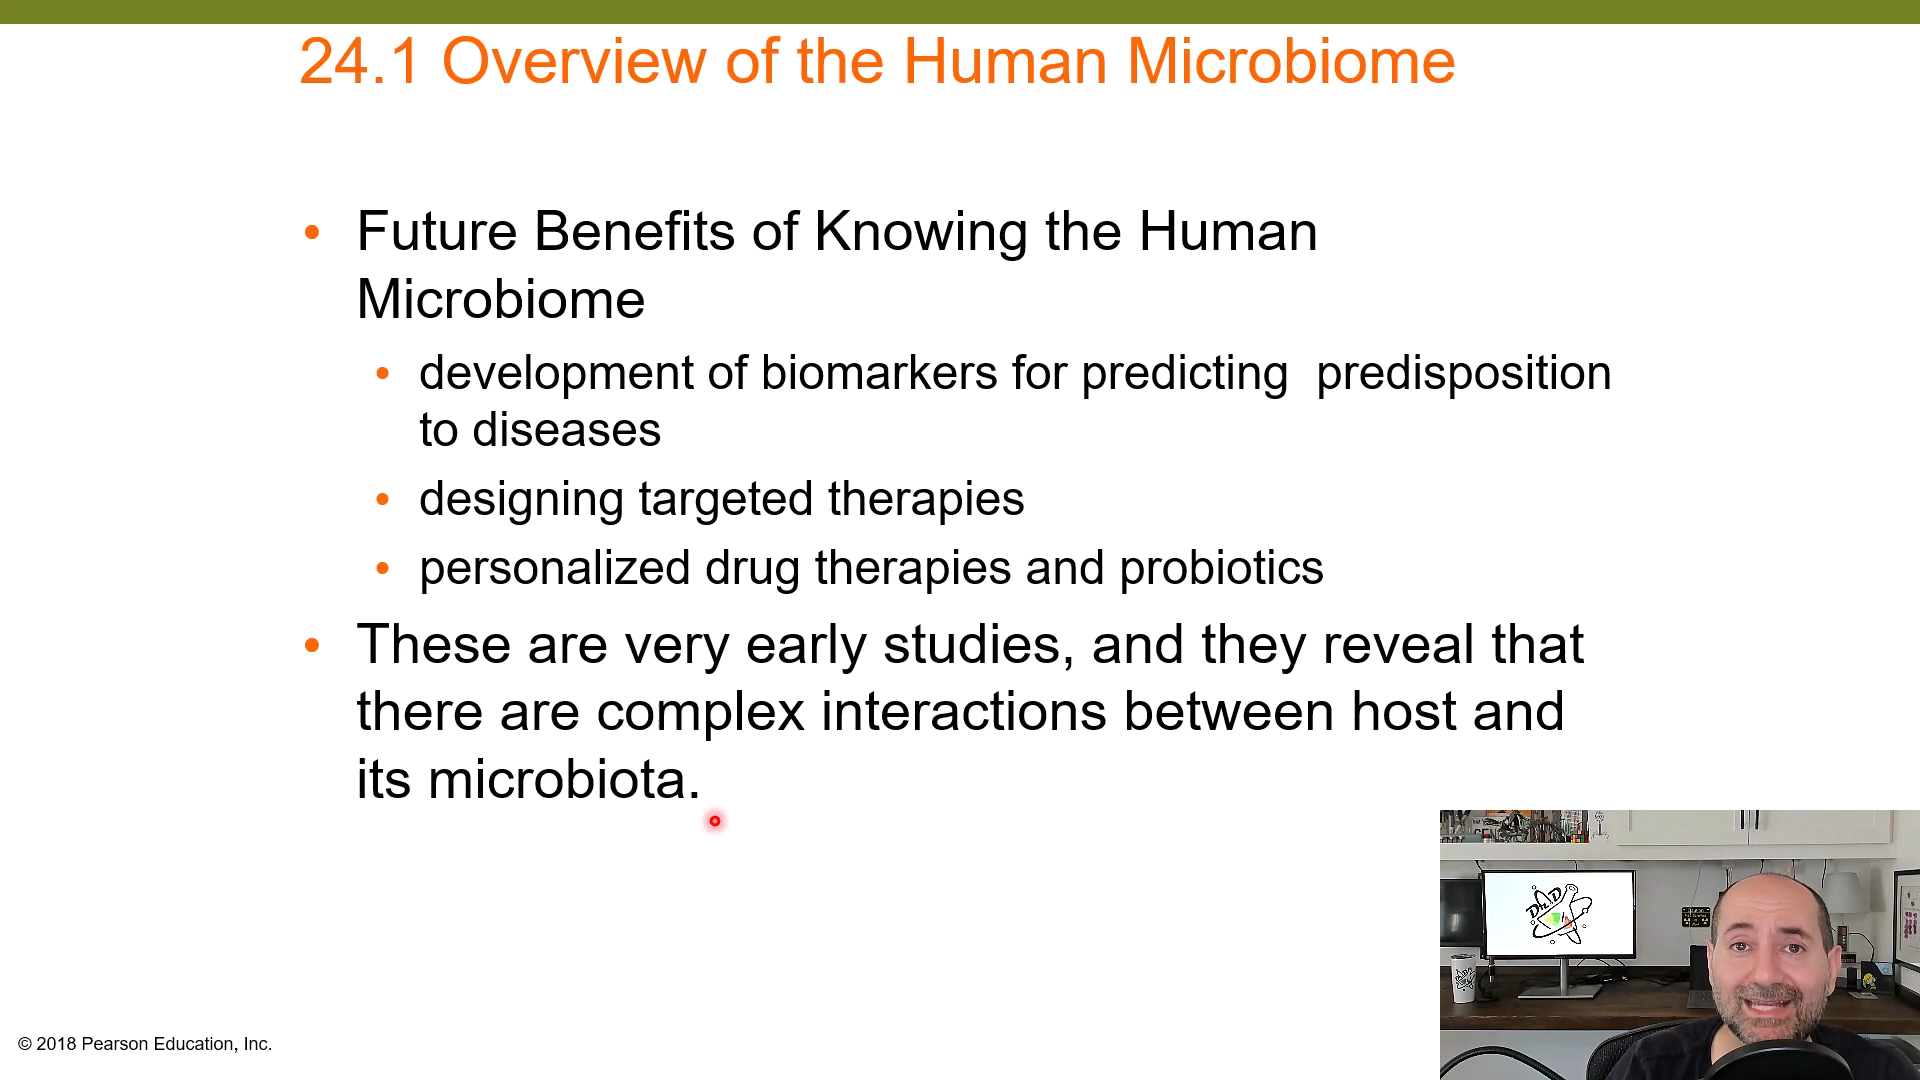 24.1 Overview of the Human Microbiome
• Future Benefits of Knowing the Human
Microbiome
• development of biomarkers for predicting  predisposition
to diseases
• designing targeted therapies
• personalized drug therapies and probiotics
• These are very early studies, and they reveal that
there are complex interactions between host and
its microbiota.
© 2018 Pearson Education, Inc.